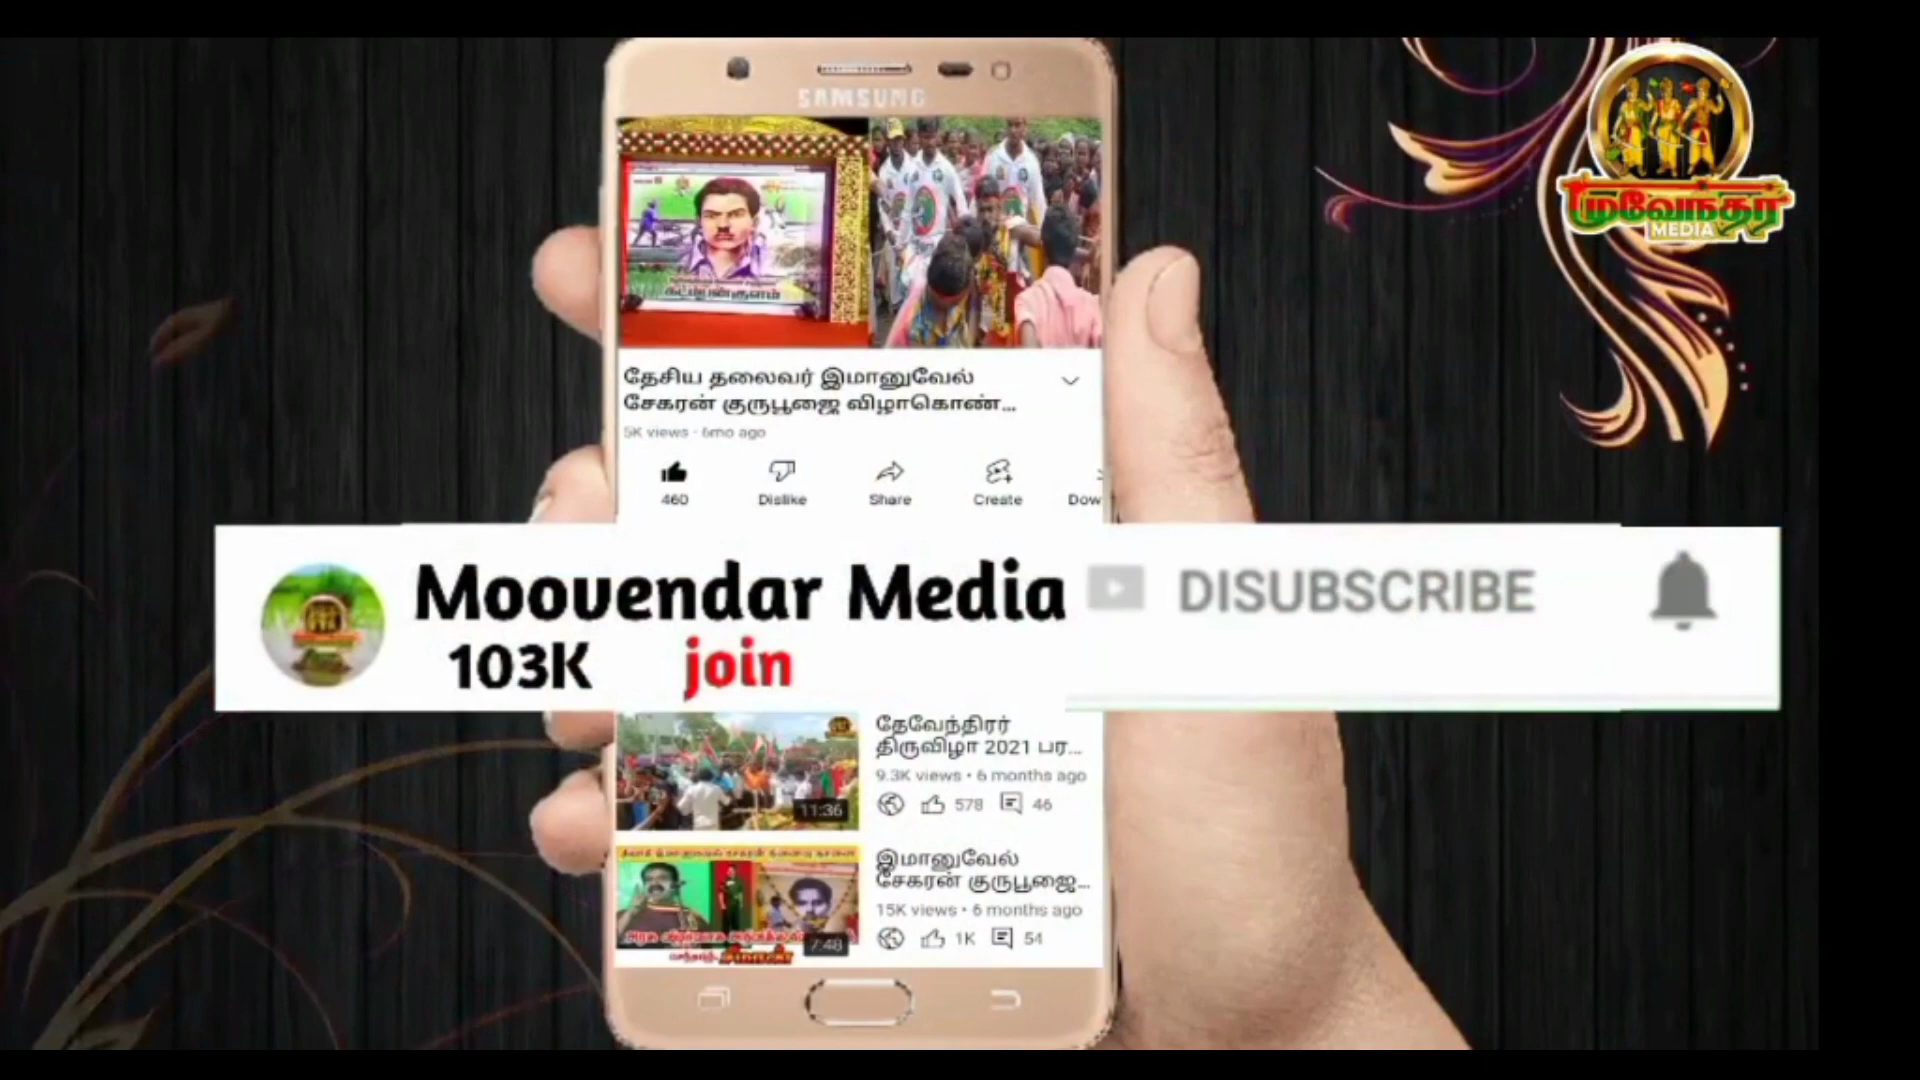 SAMSUNG
மூவேந்தர்
MEDIA
தேசிய தலைவர் இமானுவேல்
சேகரன் குருபூஜை விழாகொண்...
5K views · 6mo ago
460
Dislike
Share
Create
Dow
Moovendar Media
DISUBSCRIBE
103K
join
தேவேந்திரர்
திருவிழா 2021 பர...
9.3K views • 6 months ago
578
46
11:36
இமானுவேல்
சேகரன் குருபூஜை...
15K views • 6 months ago
1K
54
7:48